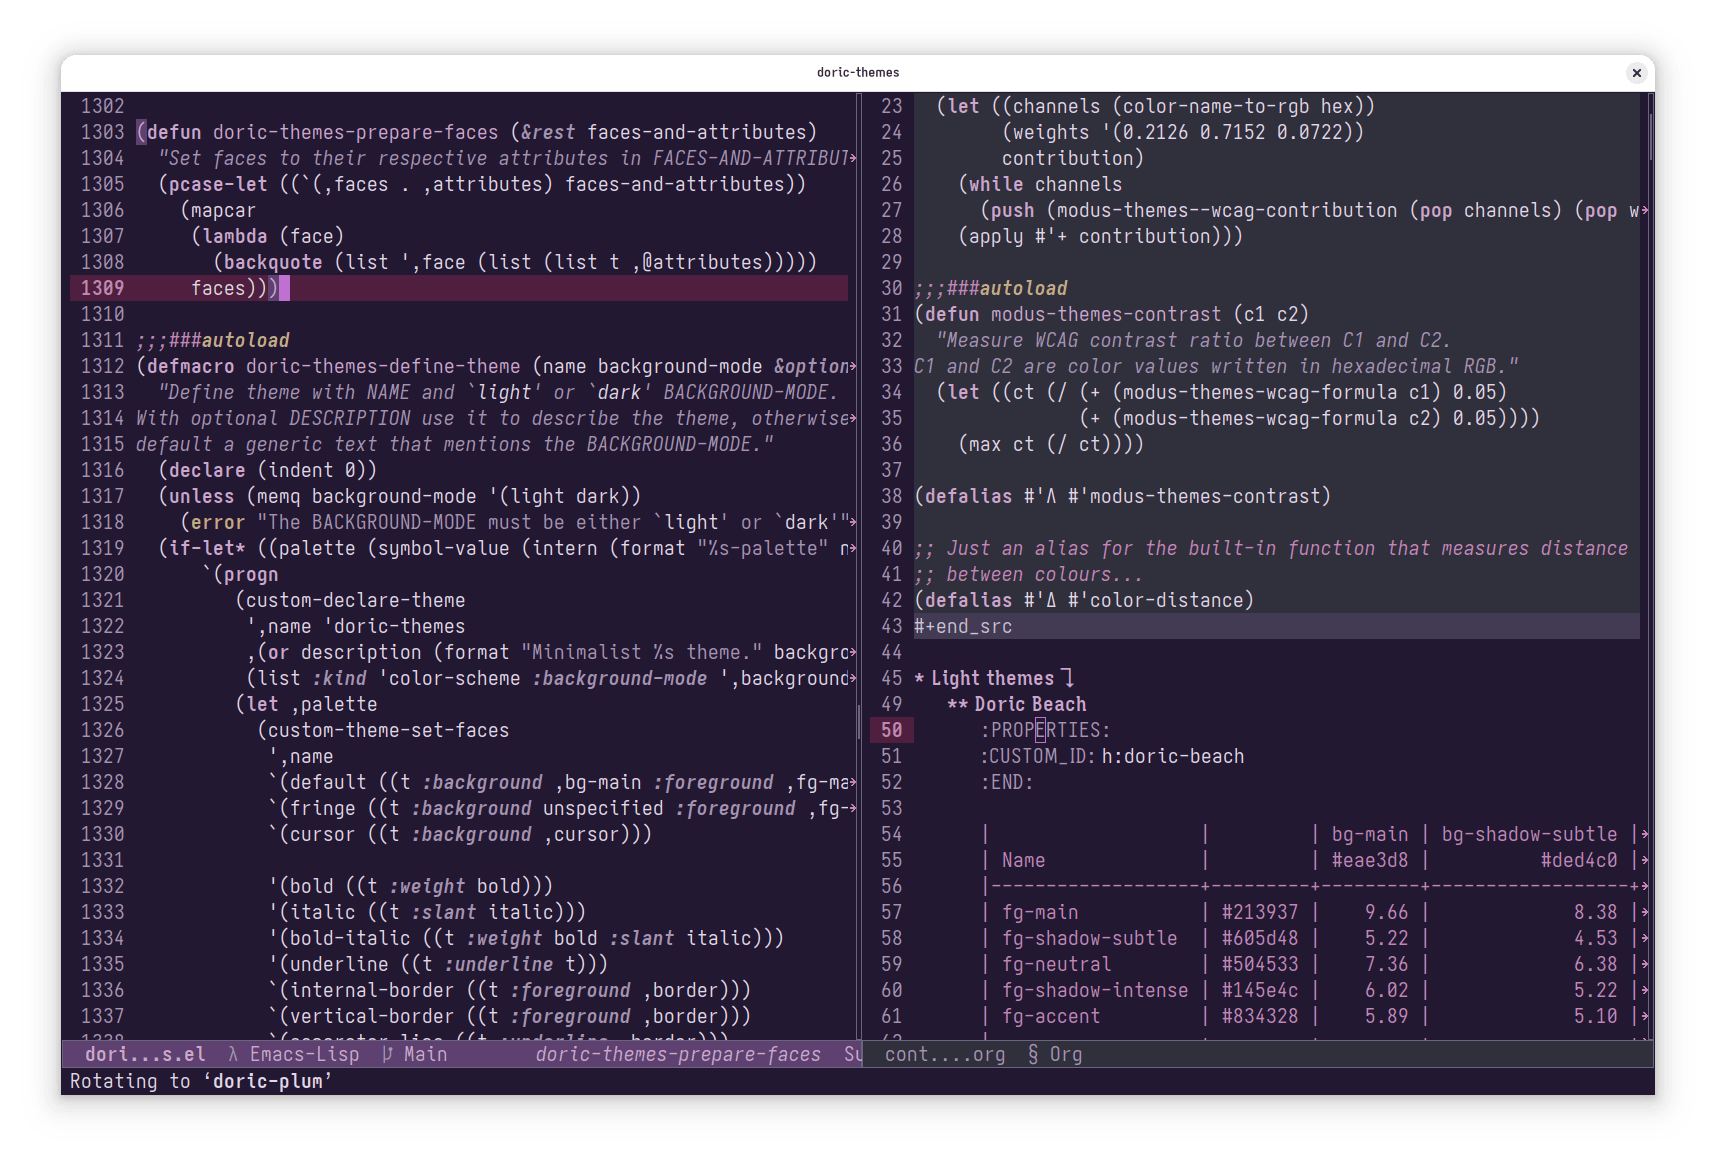 doric-themes
1302
1303 (defun doric-themes-prepare-faces (&rest faces-and-attributes)
1304   "Set faces to their respective attributes in FACES-AND-ATTRIBUT
1305   (pcase-let ((`(,faces . ,attributes) faces-and-attributes))
1306     (mapcar
1307      (lambda (face)
1308        (backquote (list ',face (list (list t ,@attributes)))))
1309      faces)))
1310
1311 ;;;###autoload
1312 (defmacro doric-themes-define-theme (name background-mode &option
1313   "Define theme with NAME and `light' or `dark' BACKGROUND-MODE.
1314 With optional DESCRIPTION use it to describe the theme, otherwise
1315 default a generic text that mentions the BACKGROUND-MODE."
1316   (declare (indent 0))
1317   (unless (memq background-mode '(light dark))
1318     (error "The BACKGROUND-MODE must be either `light' or `dark'"
1319   (if-let* ((palette (symbol-value (intern (format "%s-palette" n
1320       `(progn
1321          (custom-declare-theme
1322           ',name 'doric-themes
1323           ,(or description (format "Minimalist %s theme." backgro
1324           (list :kind 'color-scheme :background-mode ',background
1325          (let ,palette
1326            (custom-theme-set-faces
1327             ',name
1328             `(default ((t :background ,bg-main :foreground ,fg-ma
1329             `(fringe ((t :background unspecified :foreground ,fg-
1330             `(cursor ((t :background ,cursor)))
1331
1332             '(bold ((t :weight bold)))
1333             '(italic ((t :slant italic)))
1334             '(bold-italic ((t :weight bold :slant italic)))
1335             '(underline ((t :underline t)))
1336             `(internal-border ((t :foreground ,border)))
1337             `(vertical-border ((t :foreground ,border)))
dori...s.el λ Emacs-Lisp Main doric-themes-prepare-faces Su
23   (let ((channels (color-name-to-rgb hex))
24         (weights '(0.2126 0.7152 0.0722))
25         contribution)
26     (while channels
27       (push (modus-themes--wcag-contribution (pop channels) (pop w
28     (apply #'+ contribution)))
29
30 ;;;###autoload
31 (defun modus-themes-contrast (c1 c2)
32   "Measure WCAG contrast ratio between C1 and C2.
33 C1 and C2 are color values written in hexadecimal RGB."
34   (let ((ct (/ (+ (modus-themes-wcag-formula c1) 0.05)
35                (+ (modus-themes-wcag-formula c2) 0.05))))
36     (max ct (/ ct))))
37
38 (defalias #'Λ #'modus-themes-contrast)
39
40 ;; Just an alias for the built-in function that measures distance
41 ;; between colours...
42 (defalias #'Δ #'color-distance)
43 #+end_src
44
45 * Light themes ⤵
49    ** Doric Beach
50       :PROPERTIES:
51       :CUSTOM_ID: h:doric-beach
52       :END:
53
54       |                   |         | bg-main | bg-shadow-subtle |
55       | Name              |         | #eae3d8 |          #ded4c0 |
56       |-------------------+---------+---------+------------------+
57       | fg-main           | #213937 |    9.66 |             8.38 |
58       | fg-shadow-subtle  | #605d48 |    5.22 |             4.53 |
59       | fg-neutral        | #504533 |    7.36 |             6.38 |
60       | fg-shadow-intense | #145e4c |    6.02 |             5.22 |
61       | fg-accent         | #834328 |    5.89 |             5.10 |
cont....org § Org
Rotating to ‘doric-plum’